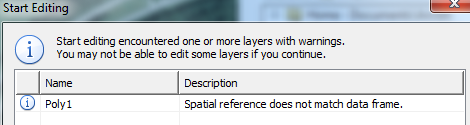 Start Editing
Start editing encountered one or more layers with warnings.
You may not be able to edit some layers if you continue.
Name Description
Poly1 Spatial reference does not match data frame.